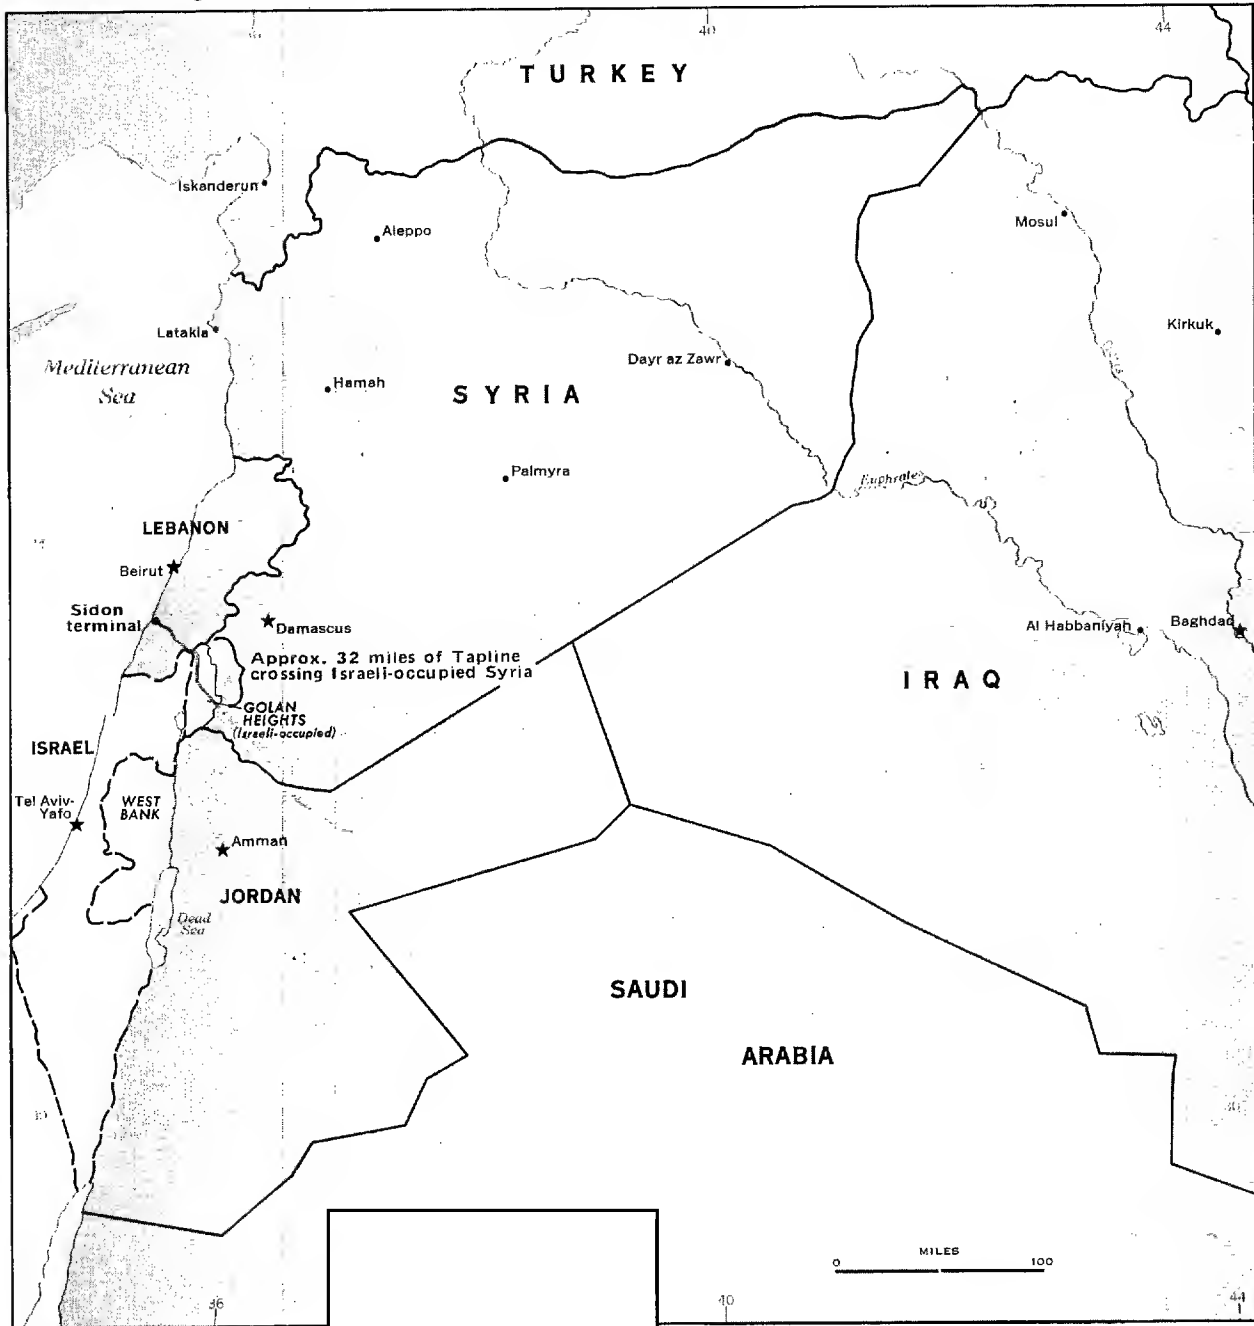 40
44
TURKEY
Iskanderun
Aleppo
Mosul
Latakia
Kirkuk
Mediterranean
Sea
Dayr az Zawr
Hamah
SYRIA
Palmyra
Euphrates
LEBANON
Beirut
Sidon
terminal
Damascus
Al Habbaniyah
Baghdad
Approx. 32 miles of Tapline
crossing Israeli-occupied Syria
IRAQ
GOLAN
HEIGHTS
(Israeli-occupied)
ISRAEL
Tel Aviv-
Yafo
WEST
BANK
Amman
JORDAN
Dead
Sea
SAUDI
ARABIA
MILES
0 100
36
40
44